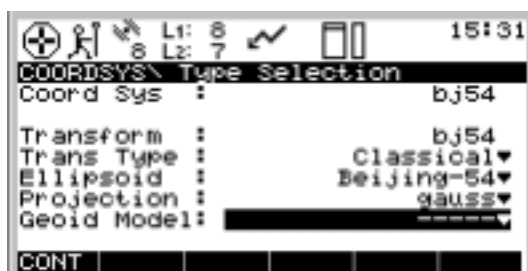 L1: 8 15:31
8 L2: 7
COORDSYS\ Type Selection
Coord Sys : bj54
Transform : bj54
Trans Type : Classical
Ellipsoid : Beijing-54
Projection : gauss
Geoid Model: -----
CONT